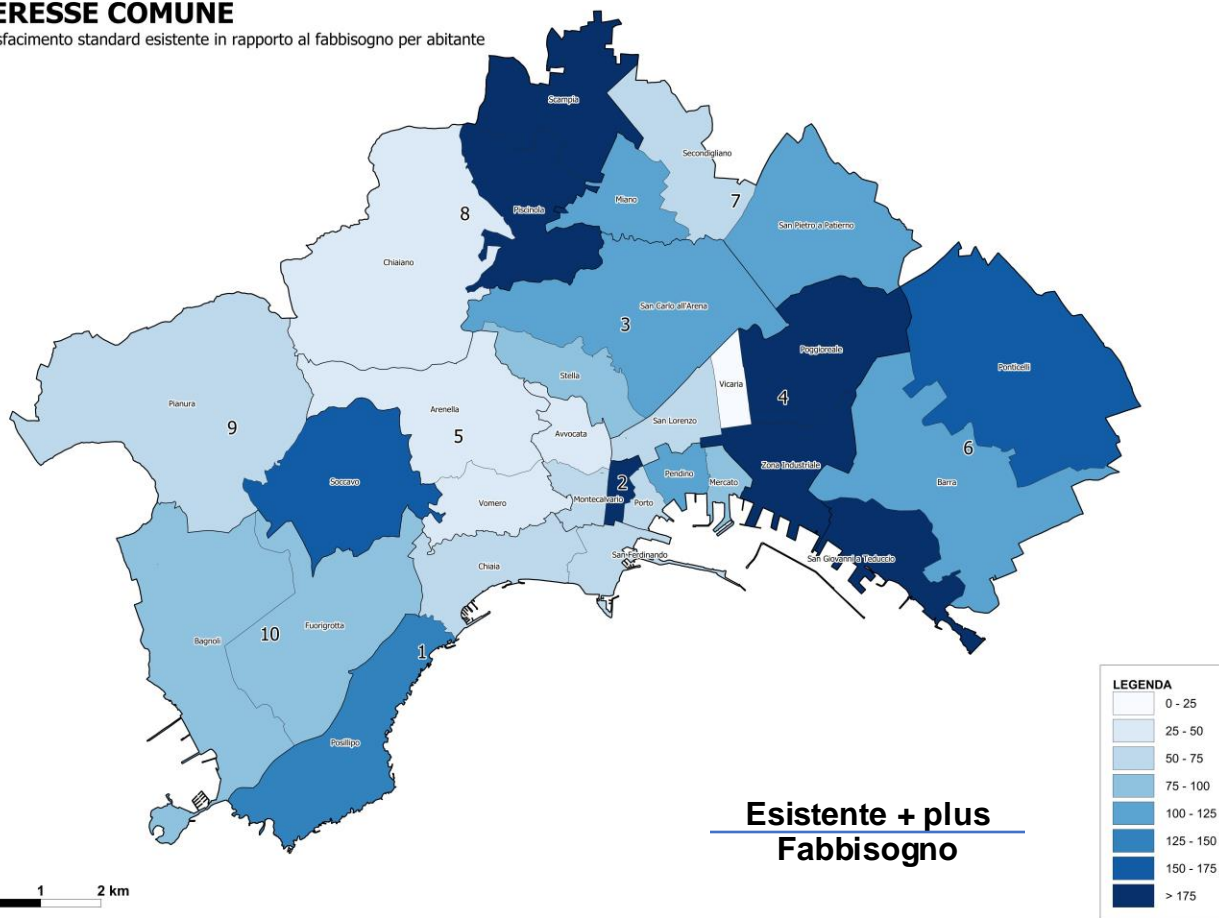 ERESSE COMUNE
sfacimento standard esistente in rapporto al fabbisogno per abitante
Scampia
Secondigliano
Miano
7
Piscinola
8
San Pietro a Patierno
Chiaiano
San Carlo all'Arena
3
Poggioreale
Ponticelli
Stella
Vicaria
4
Pianura
Arenella
San Lorenzo
9
5
Avvocata
6
Zona Industriale
Pendino
Soccavo
2
Mercato
Barra
Vomero
Montecalvario
Porto
San Ferdinando
San Giovanni a Teduccio
Chiaia
Fuorigrotta
10
Bagnoli
1
Posillipo
LEGENDA
0 - 25
25 - 50
50 - 75
75 - 100
100 - 125
125 - 150
150 - 175
> 175
Esistente + plus
Fabbisogno
1 2 km